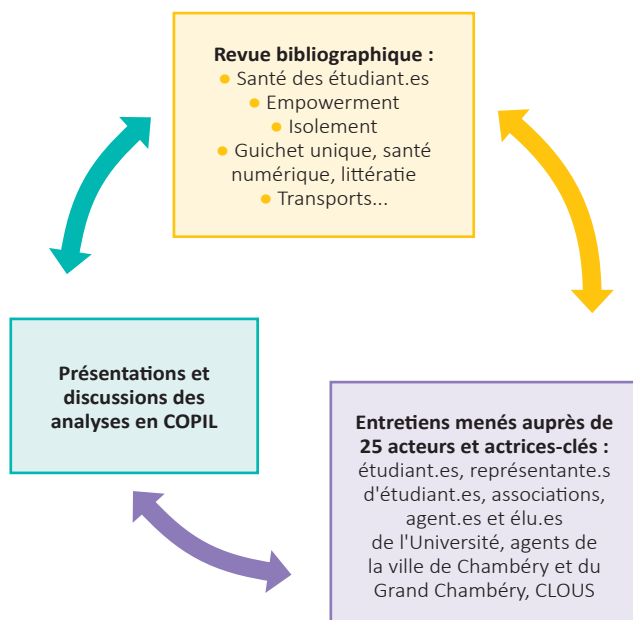 Revue bibliographique :
● Santé des étudiant.es
● Empowerment
● Isolement
● Guichet unique, santé
numérique, littératie
● Transports...
Présentations et
discussions des
analyses en COPIL
Entretiens menés auprès de
25 acteurs et actrices-clés :
étudiant.es, représentante.s
d'étudiant.es, associations,
agent.es et élu.es
de l'Université, agents de
la ville de Chambéry et du
Grand Chambéry, CLOUS